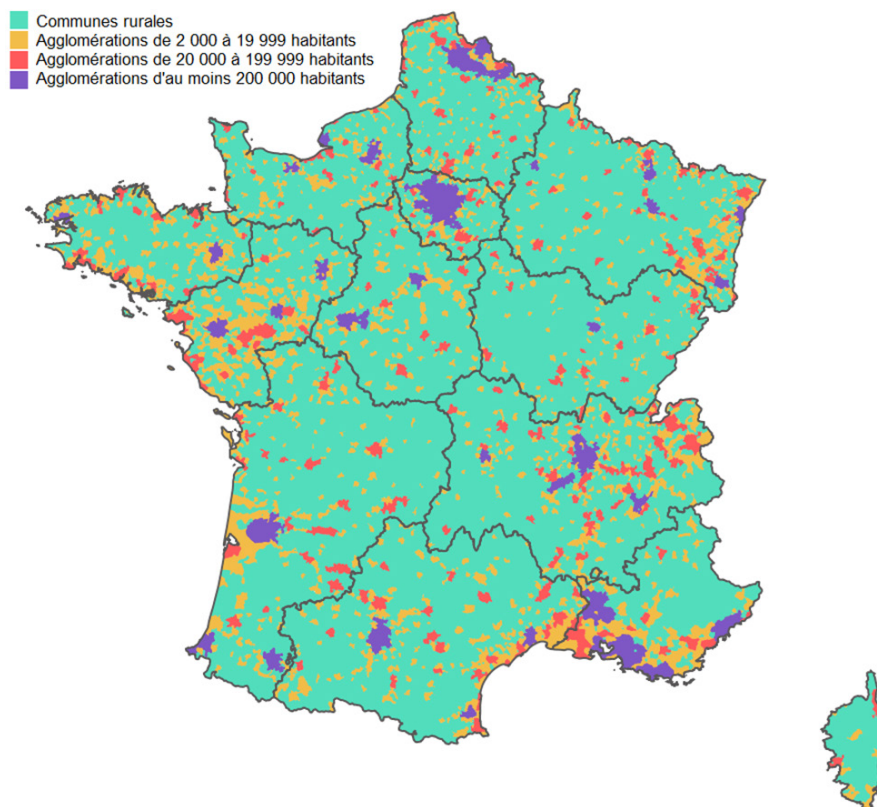 Communes rurales
Agglomérations de 2 000 à 19 999 habitants
Agglomérations de 20 000 à 199 999 habitants
Agglomérations d'au moins 200 000 habitants